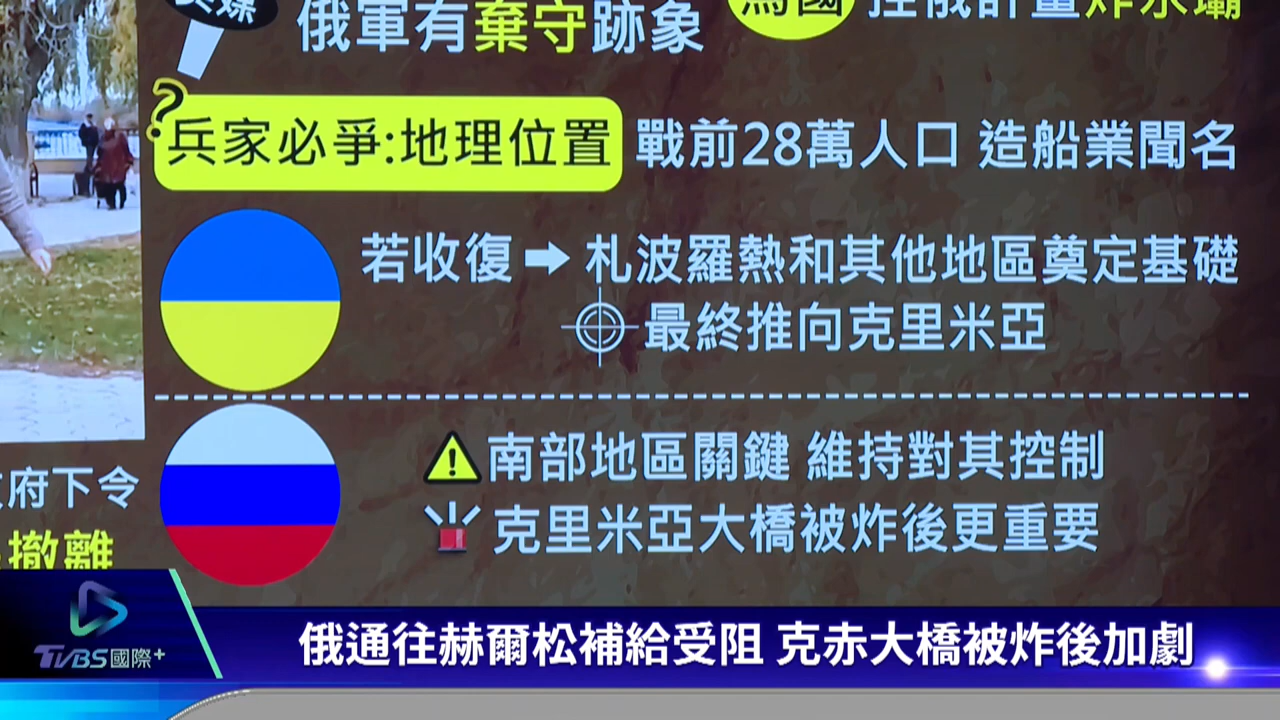 俄軍有棄守跡象
兵家必爭:地理位置
戰前28萬人口 造船業聞名
若收復➡札波羅熱和其他地區奠定基礎
最終推向克里米亞
南部地區關鍵 維持對其控制
克里米亞大橋被炸後更重要
府下令
撤離
TVBS國際+
俄通往赫爾松補給受阻 克赤大橋被炸後加劇